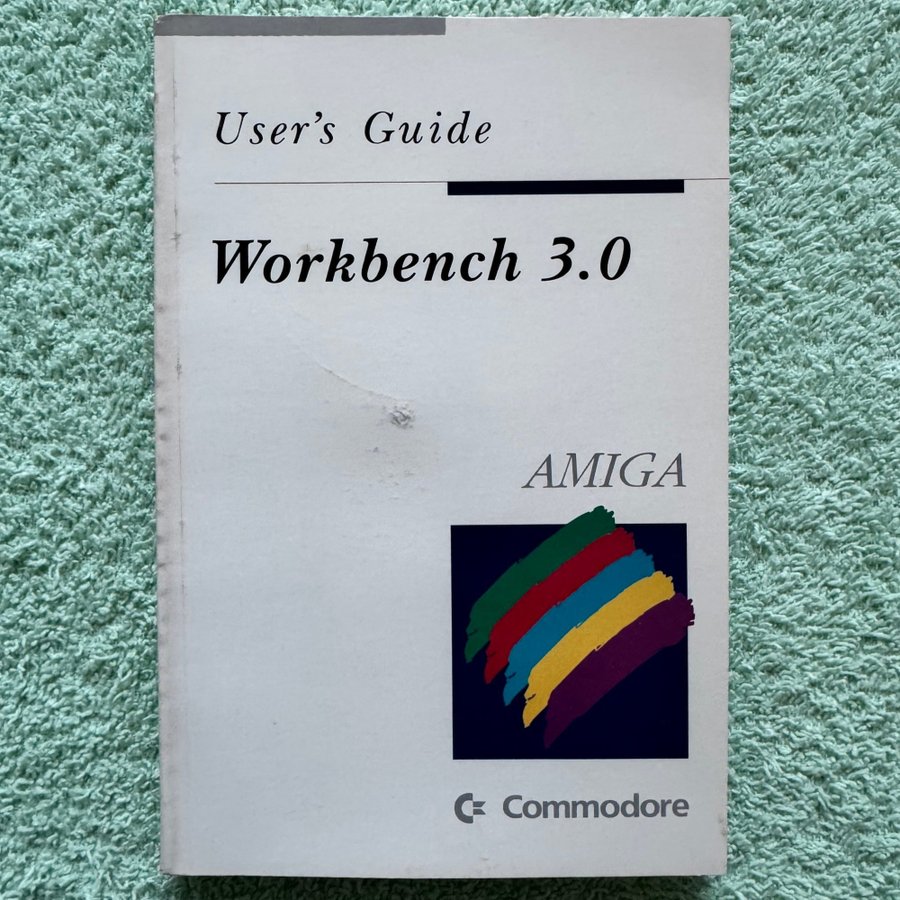 User's Guide
Workbench 3.0
AMIGA
Commodore